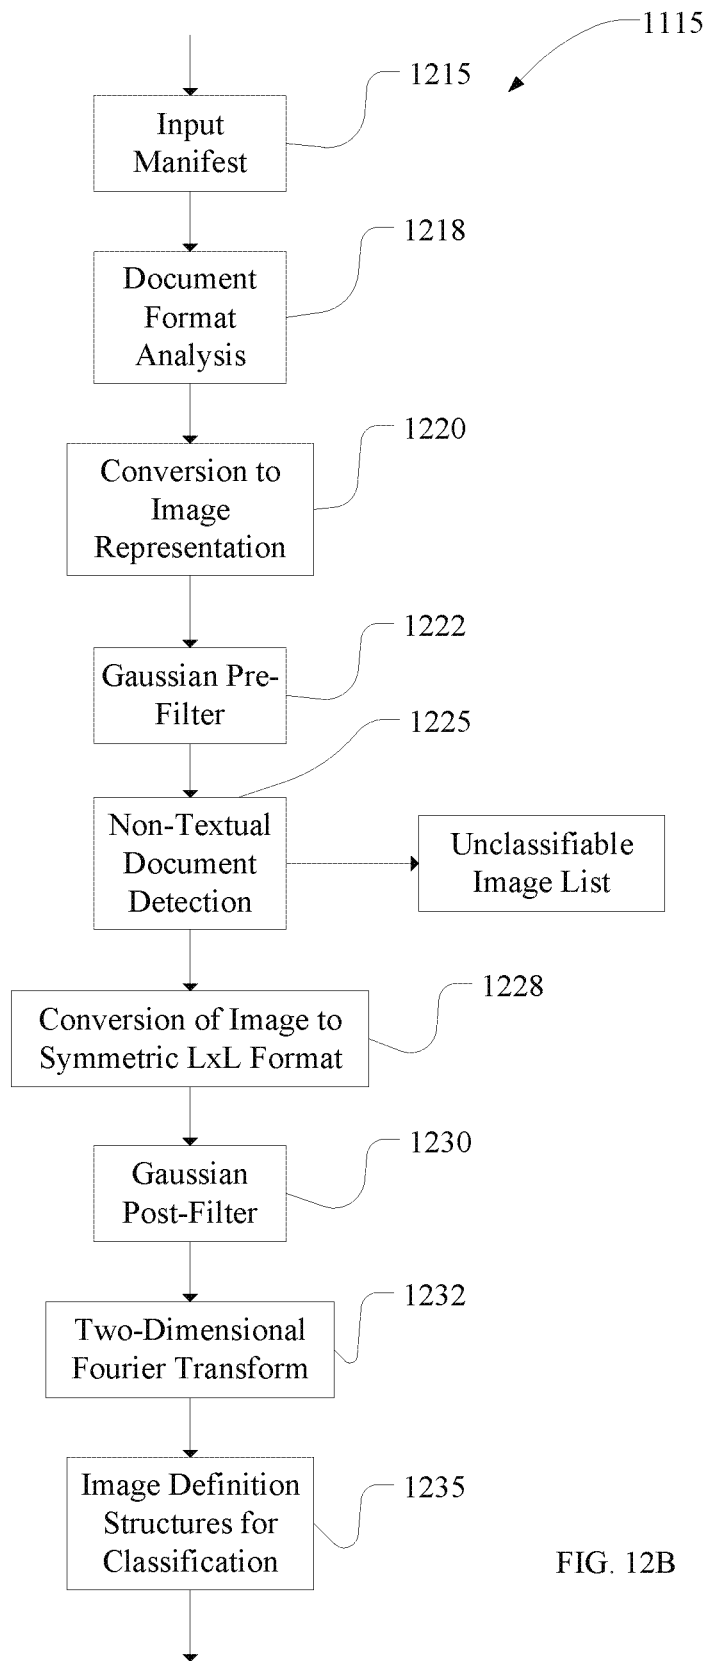 1115
1215
Input
Manifest
1218
Document
Format
Analysis
1220
Conversion to
Image
Representation
1222
Gaussian Pre-
Filter
1225
Non-Textual
Document
Detection
Unclassifiable
Image List
1228
Conversion of Image to
Symmetric LxL Format
1230
Gaussian
Post-Filter
1232
Two-Dimensional
Fourier Transform
1235
Image Definition
Structures for
Classification
FIG. 12B